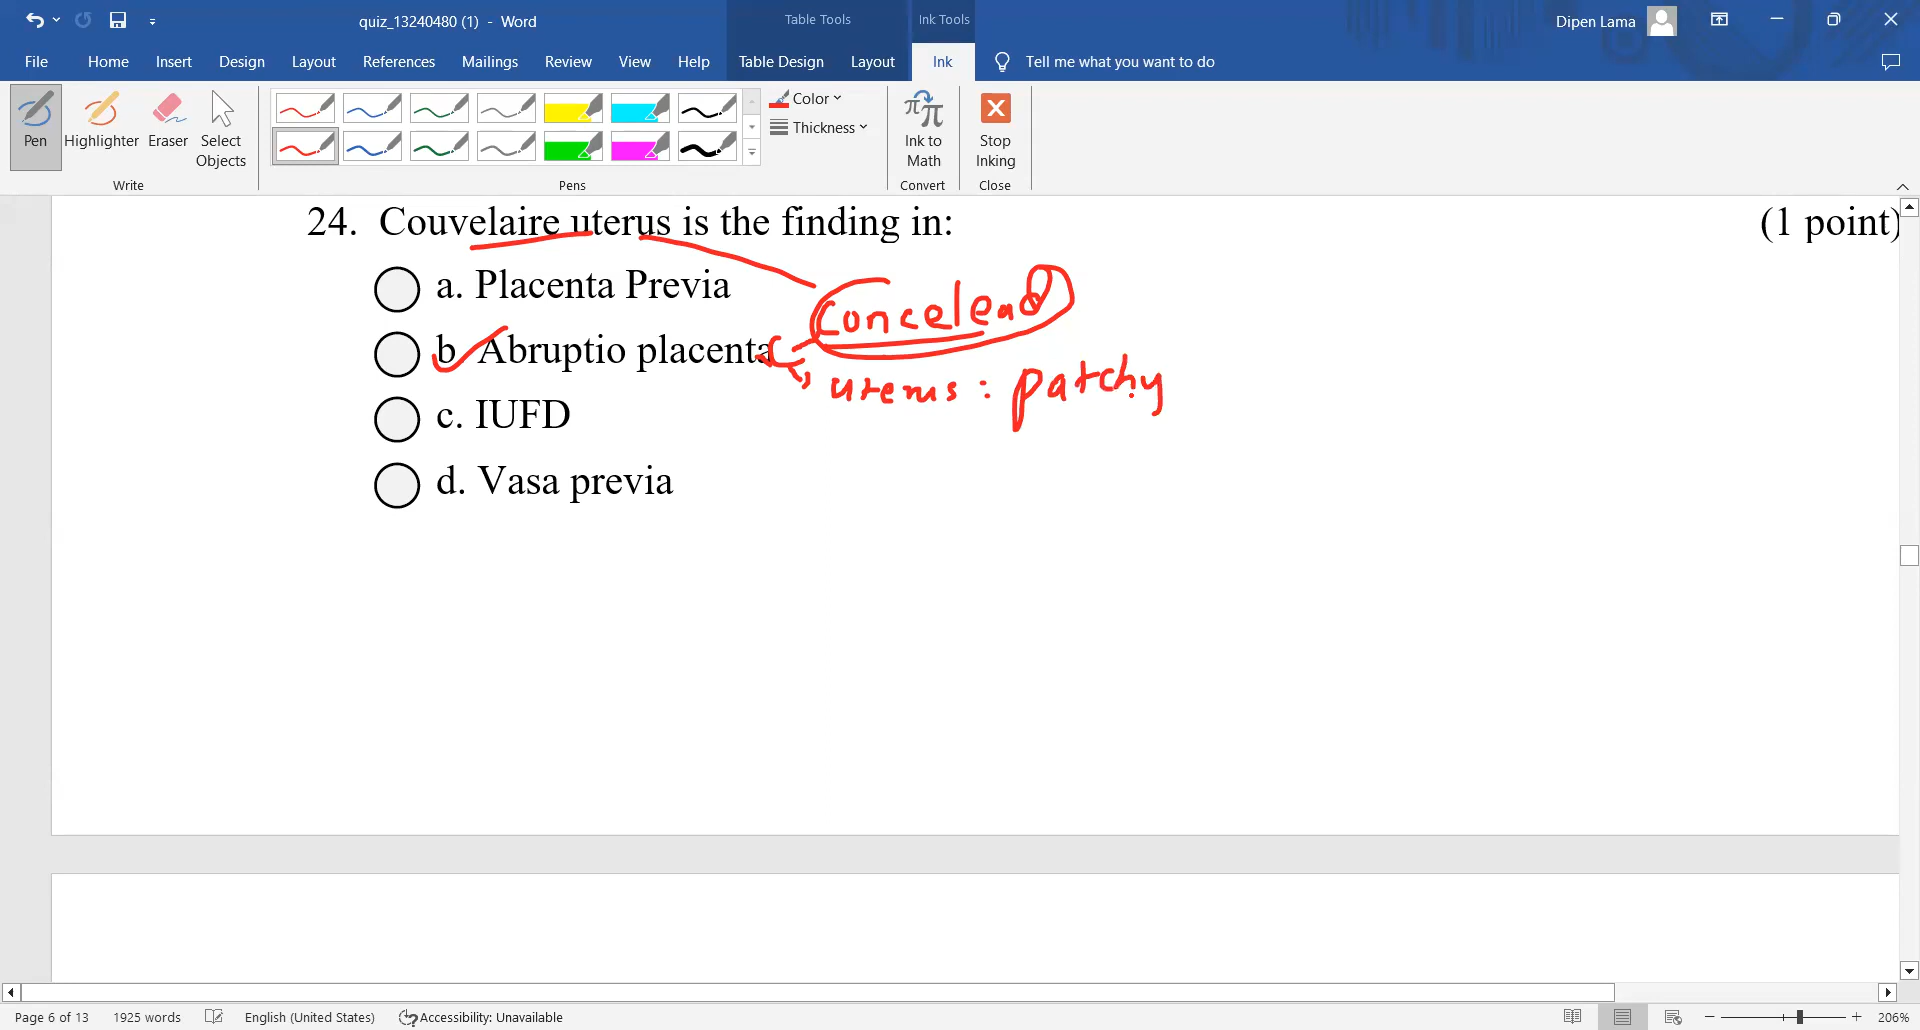 quiz_13240480 (1) - Word
Table Tools
Ink Tools
Dipen Lama
File Home Insert Design Layout References Mailings Review View Help Table Design Layout Ink Tell me what you want to do
Pen
Highlighter
Eraser
Select Objects
Color
Thickness
Ink to Math
Stop Inking
Write
Pens
Convert
Close
24. Couvelaire uterus is the finding in: (1 point)
a. Placenta Previa
concelead
b. Abruptio placenta
uterus : patchy
c. IUFD
d. Vasa previa
Page 6 of 13 1925 words English (United States) Accessibility: Unavailable 206%